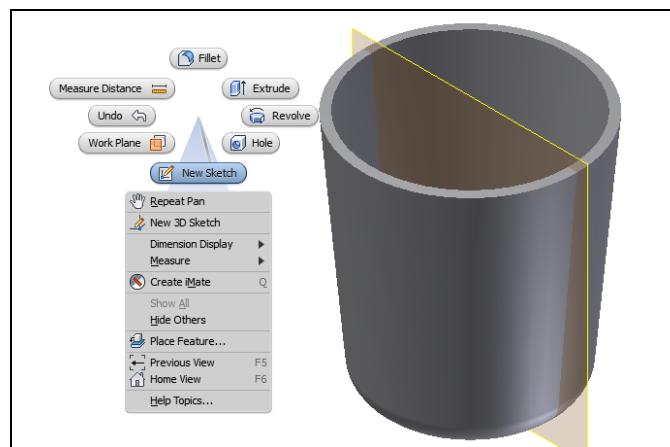 Fillet
Measure Distance
Extrude
Undo
Revolve
Work Plane
Hole
New Sketch
Repeat Pan
New 3D Sketch
Dimension Display
Measure
Create iMate Q
Show All
Hide Others
Place Feature...
Previous View F5
Home View F6
Help Topics...